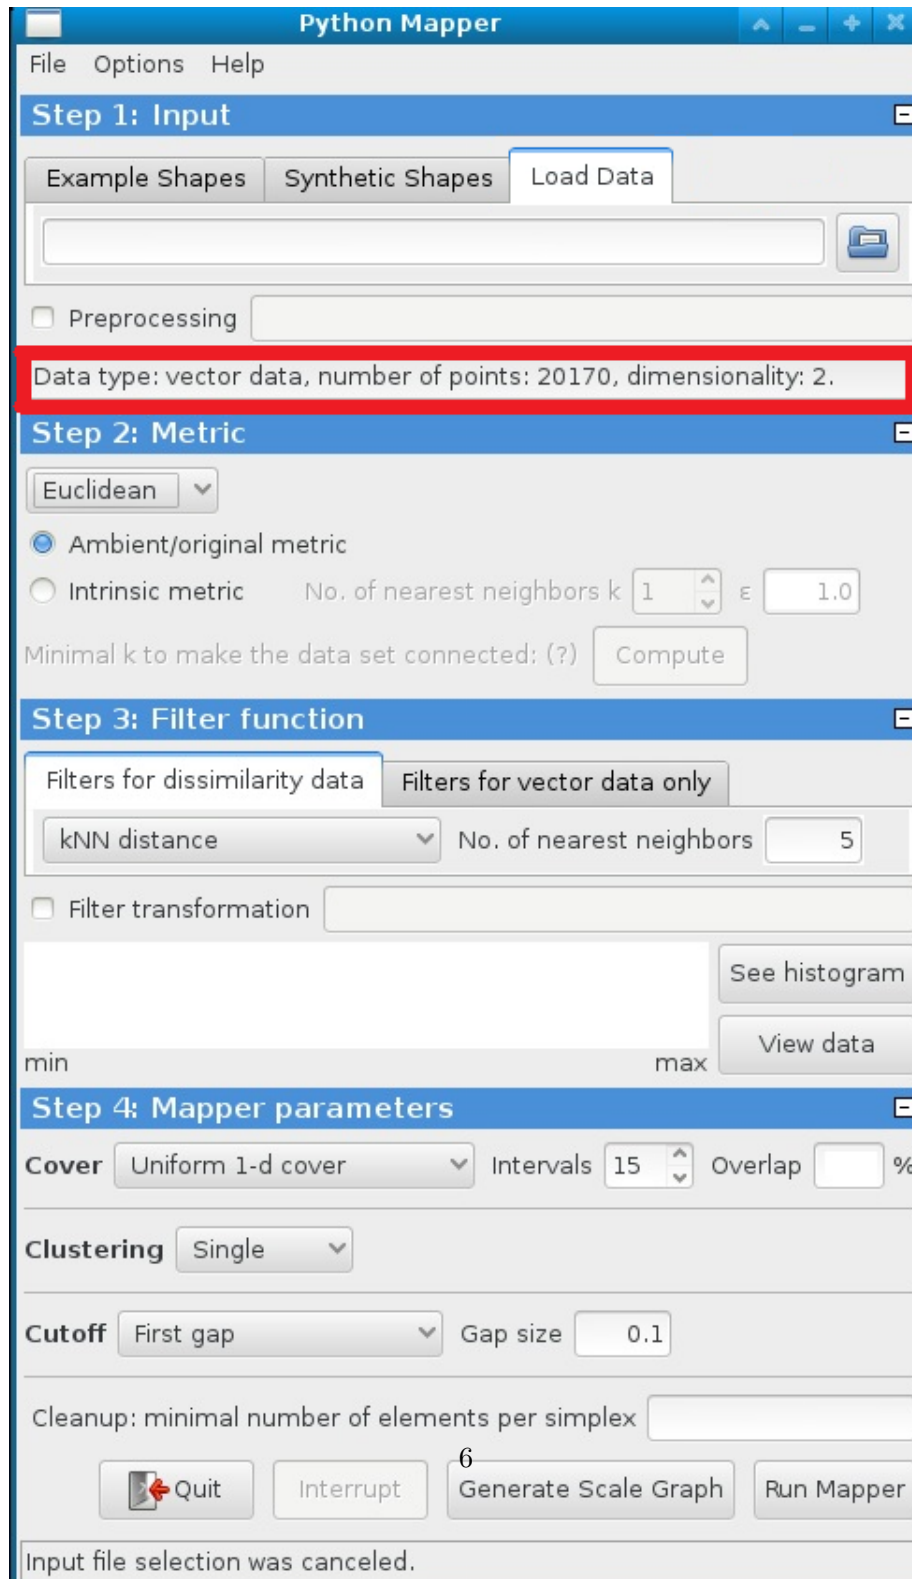 Python Mapper
File Options Help
Step 1: Input
Example Shapes Synthetic Shapes Load Data
Preprocessing
Data type: vector data, number of points: 20170, dimensionality: 2.
Step 2: Metric
Euclidean
Ambient/original metric
Intrinsic metric No. of nearest neighbors k 1 ε 1.0
Minimal k to make the data set connected: (?) Compute
Step 3: Filter function
Filters for dissimilarity data Filters for vector data only
kNN distance No. of nearest neighbors 5
Filter transformation
See histogram
View data
min max
Step 4: Mapper parameters
Cover Uniform 1-d cover Intervals 15 Overlap %
Clustering Single
Cutoff First gap Gap size 0.1
Cleanup: minimal number of elements per simplex
6
Quit Interrupt Generate Scale Graph Run Mapper
Input file selection was canceled.